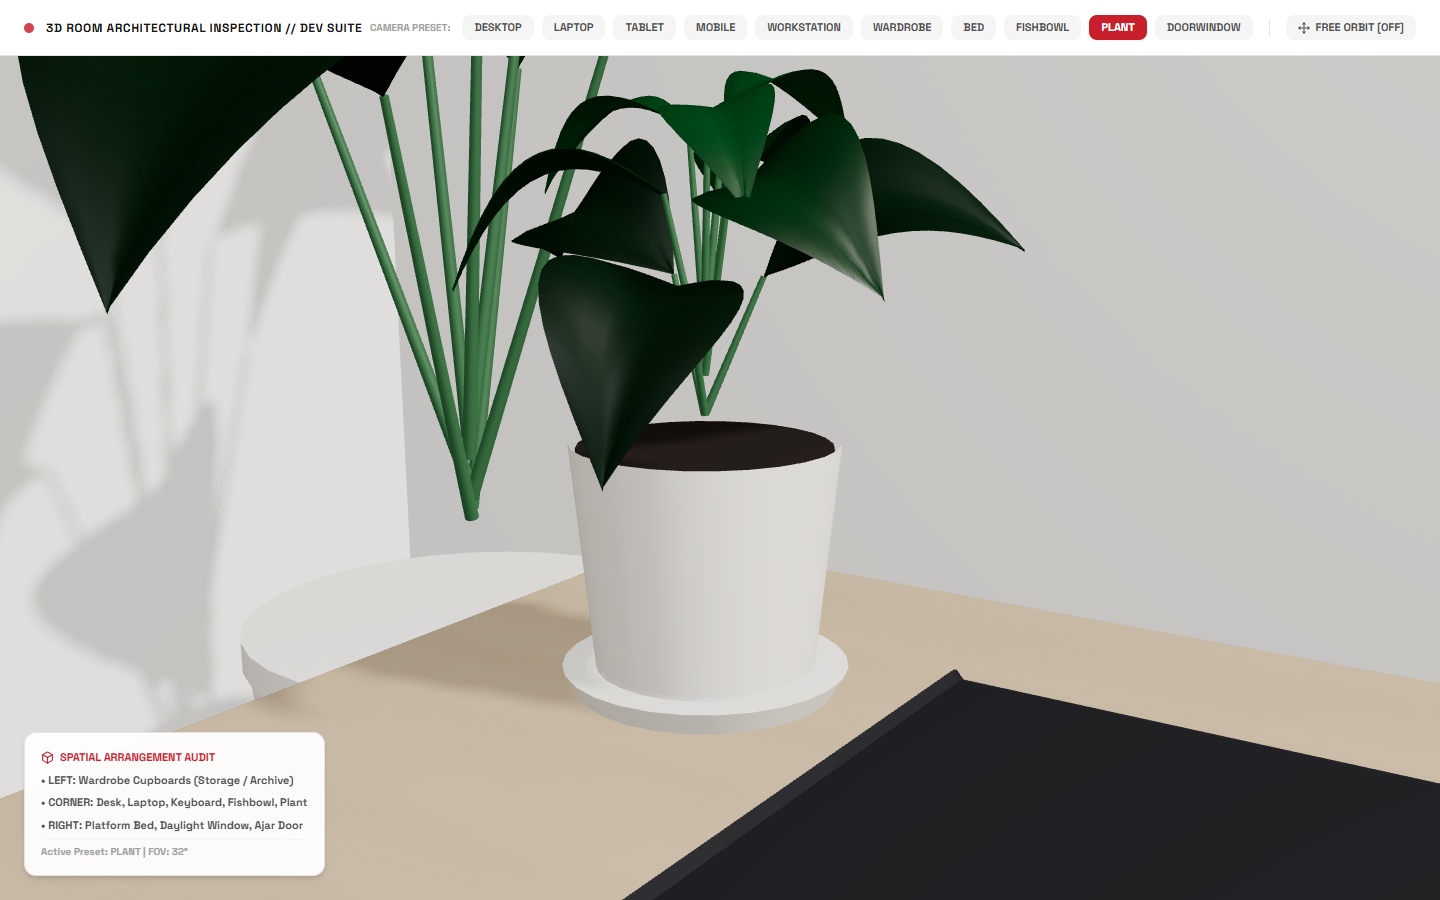 3D ROOM ARCHITECTURAL INSPECTION // DEV SUITE
CAMERA PRESET:
DESKTOP
LAPTOP
TABLET
MOBILE
WORKSTATION
WARDROBE
BED
FISHBOWL
PLANT
DOORWINDOW
FREE ORBIT [OFF]
SPATIAL ARRANGEMENT AUDIT
• LEFT: Wardrobe Cupboards (Storage / Archive)
• CORNER: Desk, Laptop, Keyboard, Fishbowl, Plant
• RIGHT: Platform Bed, Daylight Window, Ajar Door
Active Preset: PLANT | FOV: 32°